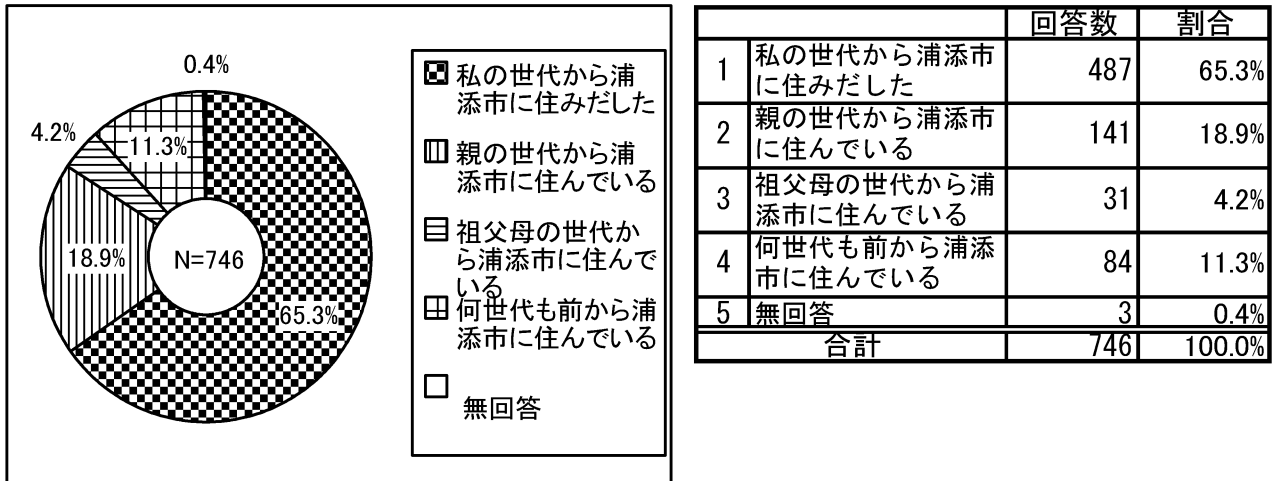 0.4%
4.2%
11.3%
18.9%
N=746
65.3%
私の世代から浦
添市に住みだした
親の世代から浦
添市に住んでいる
祖父母の世代か
ら浦添市に住んで
いる
何世代も前から浦
添市に住んでいる
無回答
回答数 割合
1 私の世代から浦添市
に住みだした 487 65.3%
2 親の世代から浦添市
に住んでいる 141 18.9%
3 祖父母の世代から浦
添市に住んでいる 31 4.2%
4 何世代も前から浦添
市に住んでいる 84 11.3%
5 無回答 3 0.4%
合計 746 100.0%